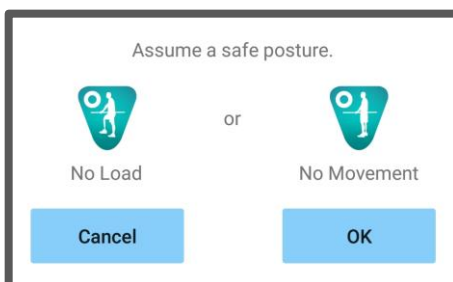 Assume a safe posture.
or
No Load
No Movement
Cancel
OK